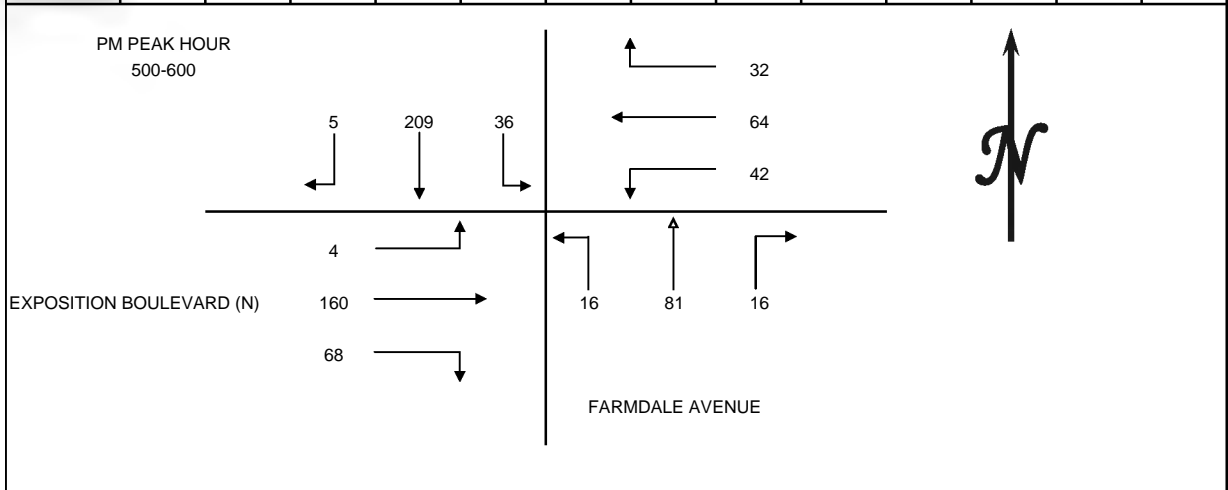 PM PEAK HOUR
500-600
32
5 209 36 64
42
4
EXPOSITION BOULEVARD (N) 160 16 81 16
68
FARMDALE AVENUE
N